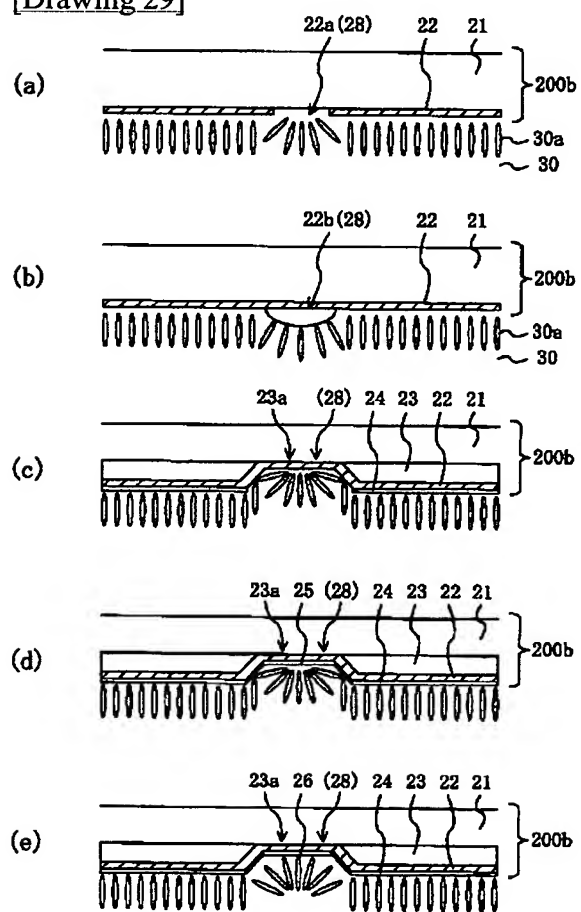 [Drawing 29]
22a(28) 22 21
(a)
200b
30a
30
22b(28) 22 21
(b)
200b
30a
30
23a (28) 24 23 22 21
(c)
200b
23a 25 (28) 24 23 22 21
(d)
200b
23a 26 (28) 24 23 22 21
(e)
200b